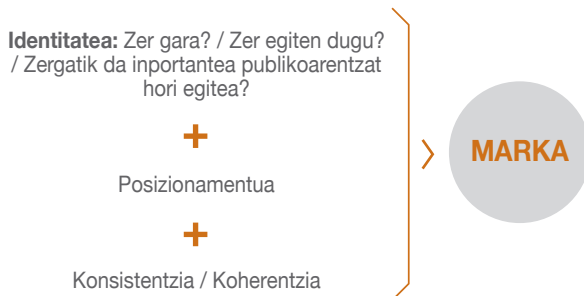 Identitatea: Zer gara? / Zer egiten dugu?
/ Zergatik da inportantea publikoarentzat
hori egitea?
+
Posizionamentua
+
Konsistentzia / Koherentzia
MARKA